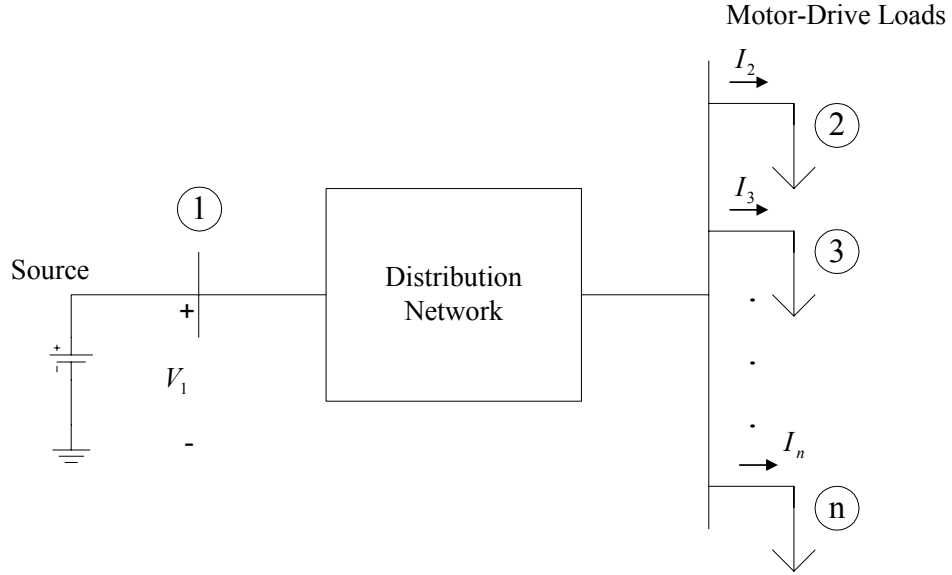 Motor-Drive Loads
I2
2
1
I3
3
Source
Distribution
Network
+
+
-
V1
-
In
n